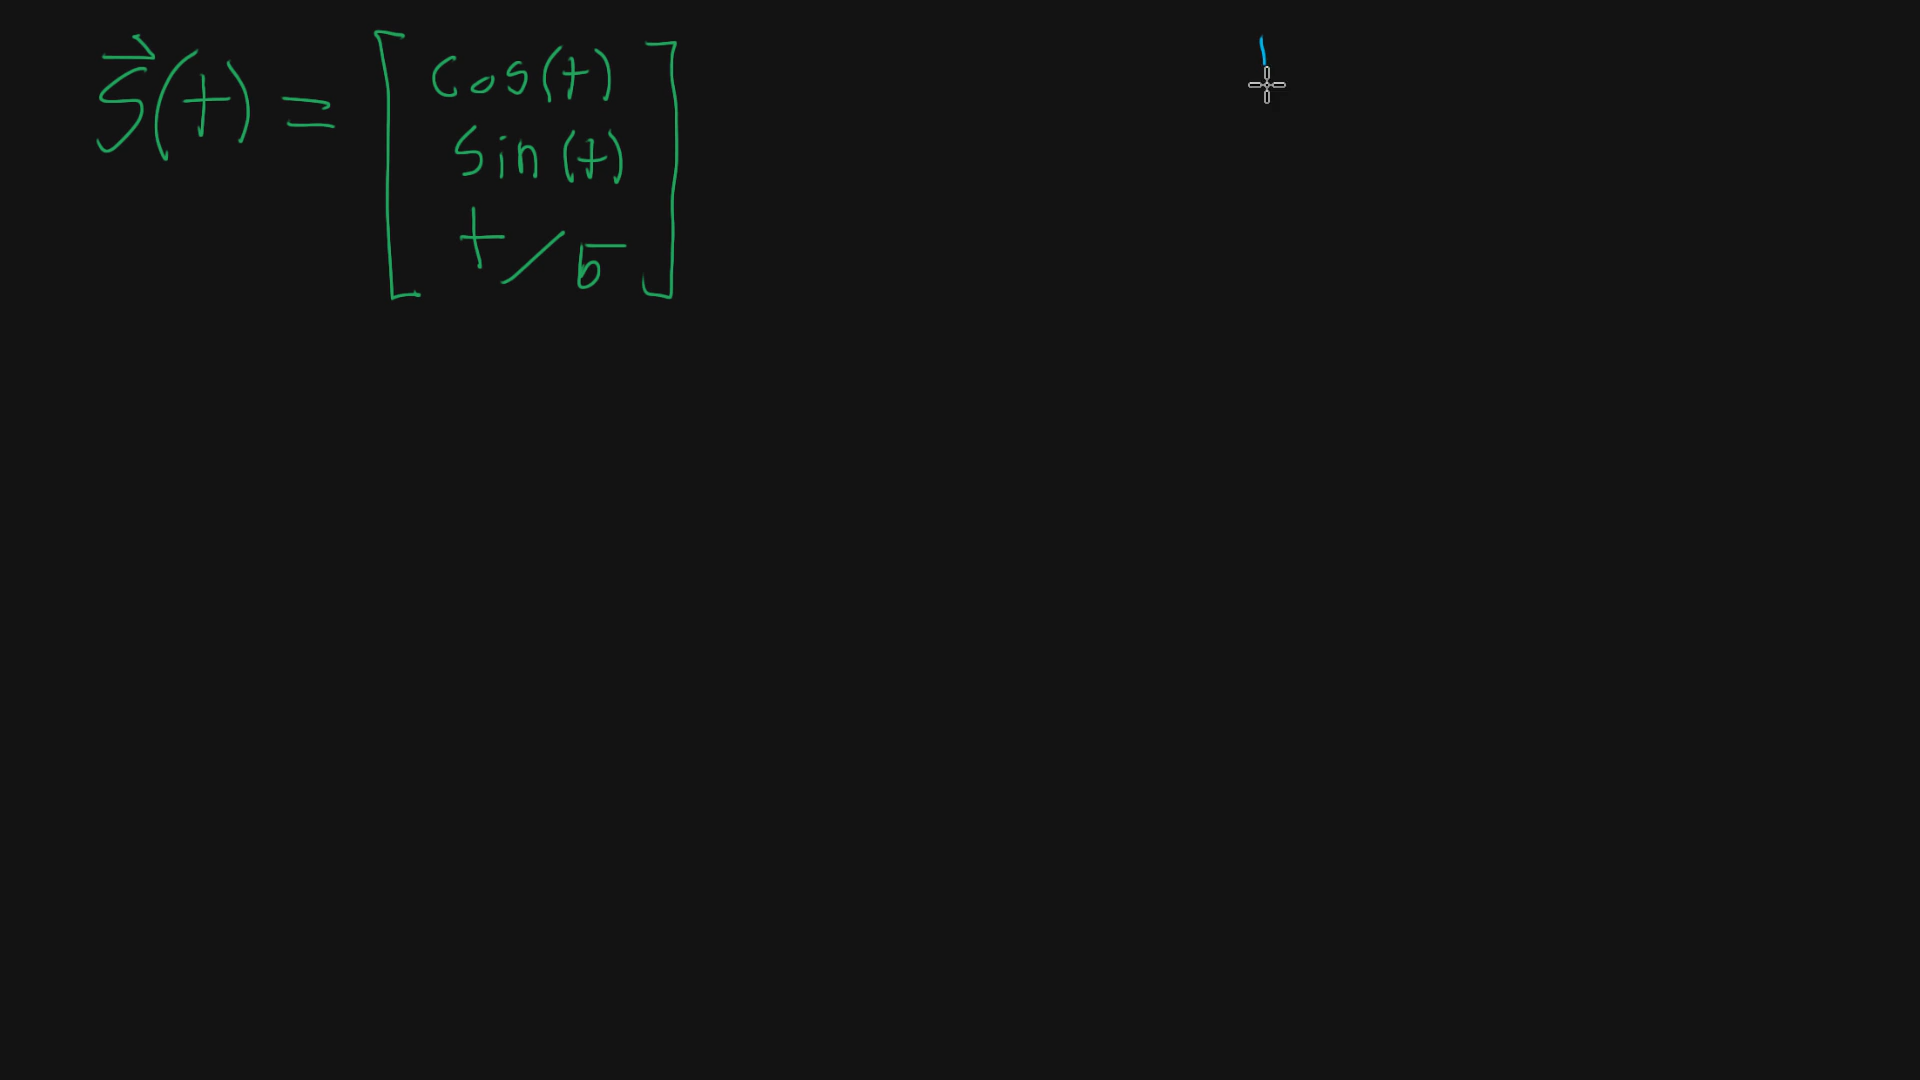 s⃗(t) = [ cos(t)
sin(t)
t/5 ]